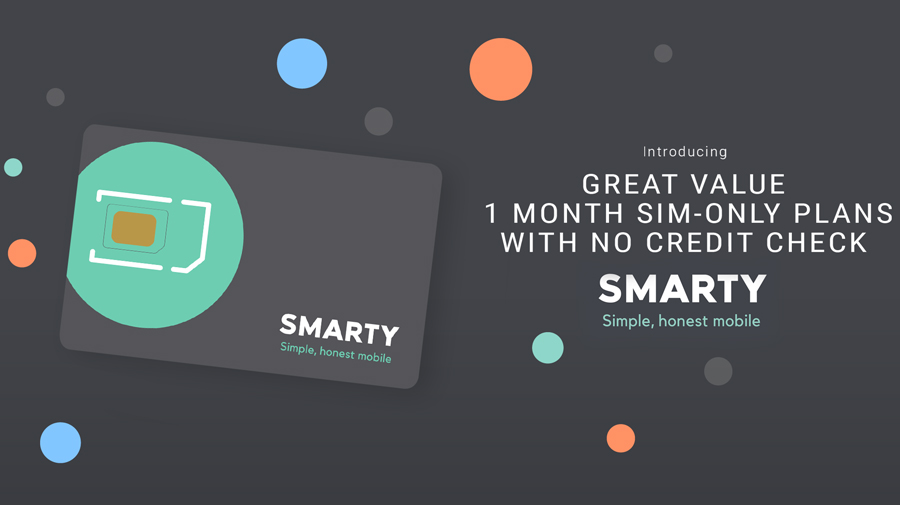 Introducing
GREAT VALUE
1 MONTH SIM-ONLY PLANS
WITH NO CREDIT CHECK
SMARTY
Simple, honest mobile
SMARTY
Simple, honest mobile